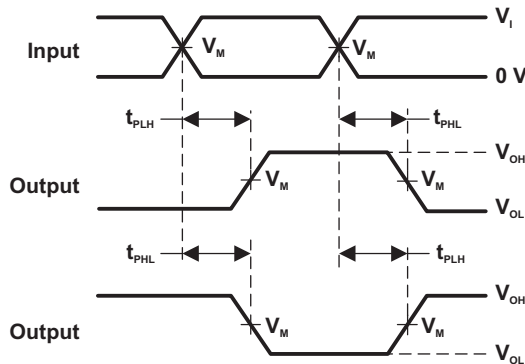 V_I
Input
V_M
V_M
0 V
t_PLH
t_PHL
V_OH
Output
V_M
V_M
V_OL
t_PHL
t_PLH
V_OH
Output
V_M
V_M
V_OL